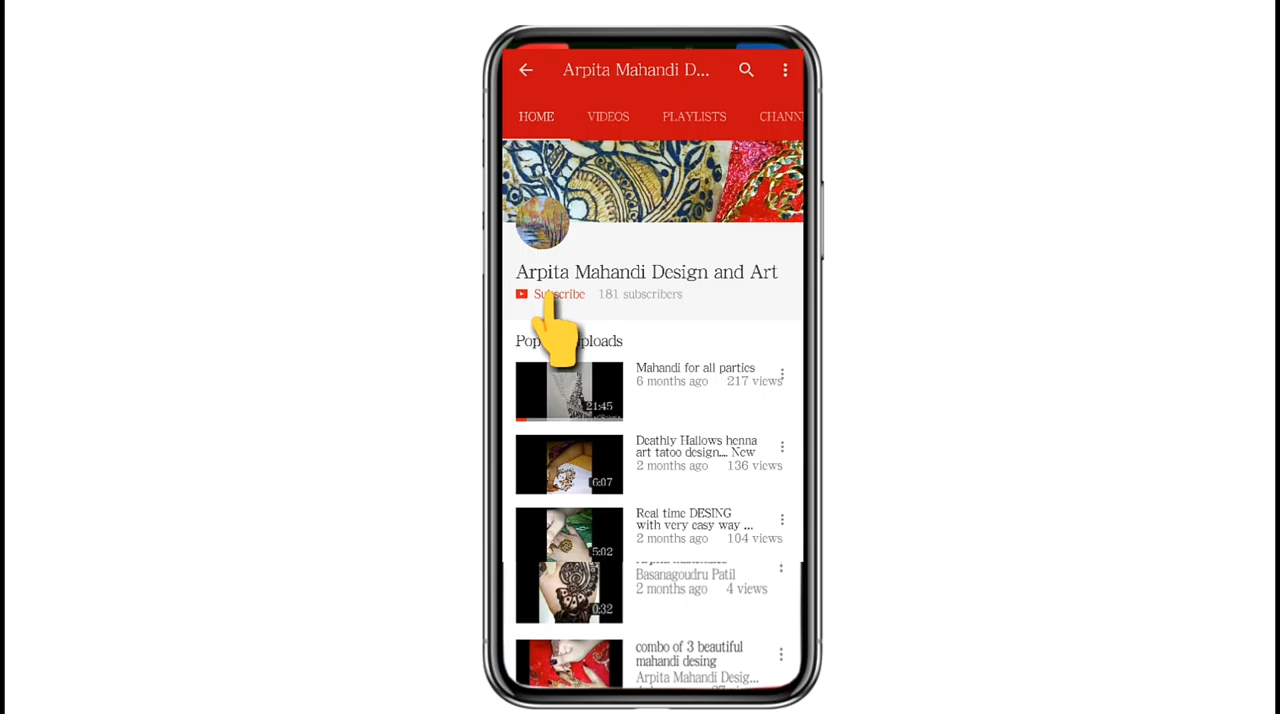 Arpita Mahandi D...
HOME VIDEOS PLAYLISTS CHANN
Arpita Mahandi Design and Art
Subscribe 181 subscribers
uploads
Mahandi for all partics
6 months ago 217 views
21:45
Deathly Hallows henna
art tatoo design.... New
2 months ago 136 views
6:07
Real time DESING
with very easy way ...
2 months ago 104 views
5:02
Basanagoudru Patil
2 months ago 4 views
0:32
combo of 3 beautiful
mahandi desing
Arpita Mahandi Desig...